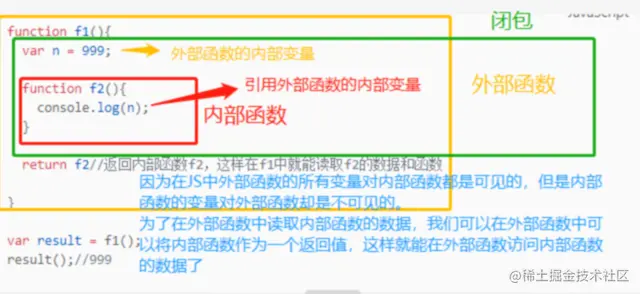 闭包
JavaScript
function f1(){
var n = 999;
外部函数的内部变量
function f2(){
引用外部函数的内部变量
外部函数
console.log(n);
内部函数
}
return f2//返回内部函数f2，这样在f1中就能读取f2的数据和函数
因为在JS中外部函数的所有变量对内部函数都是可见的，但是内部
}
函数的变量对外部函数却是不可见的。
为了在外部函数中读取内部函数的数据，我们可以在外部函数中可
var result = f1();
以将内部函数作为一个返回值，这样就能在外部函数访问内部函数
result();//999
的数据了
@稀土掘金技术社区